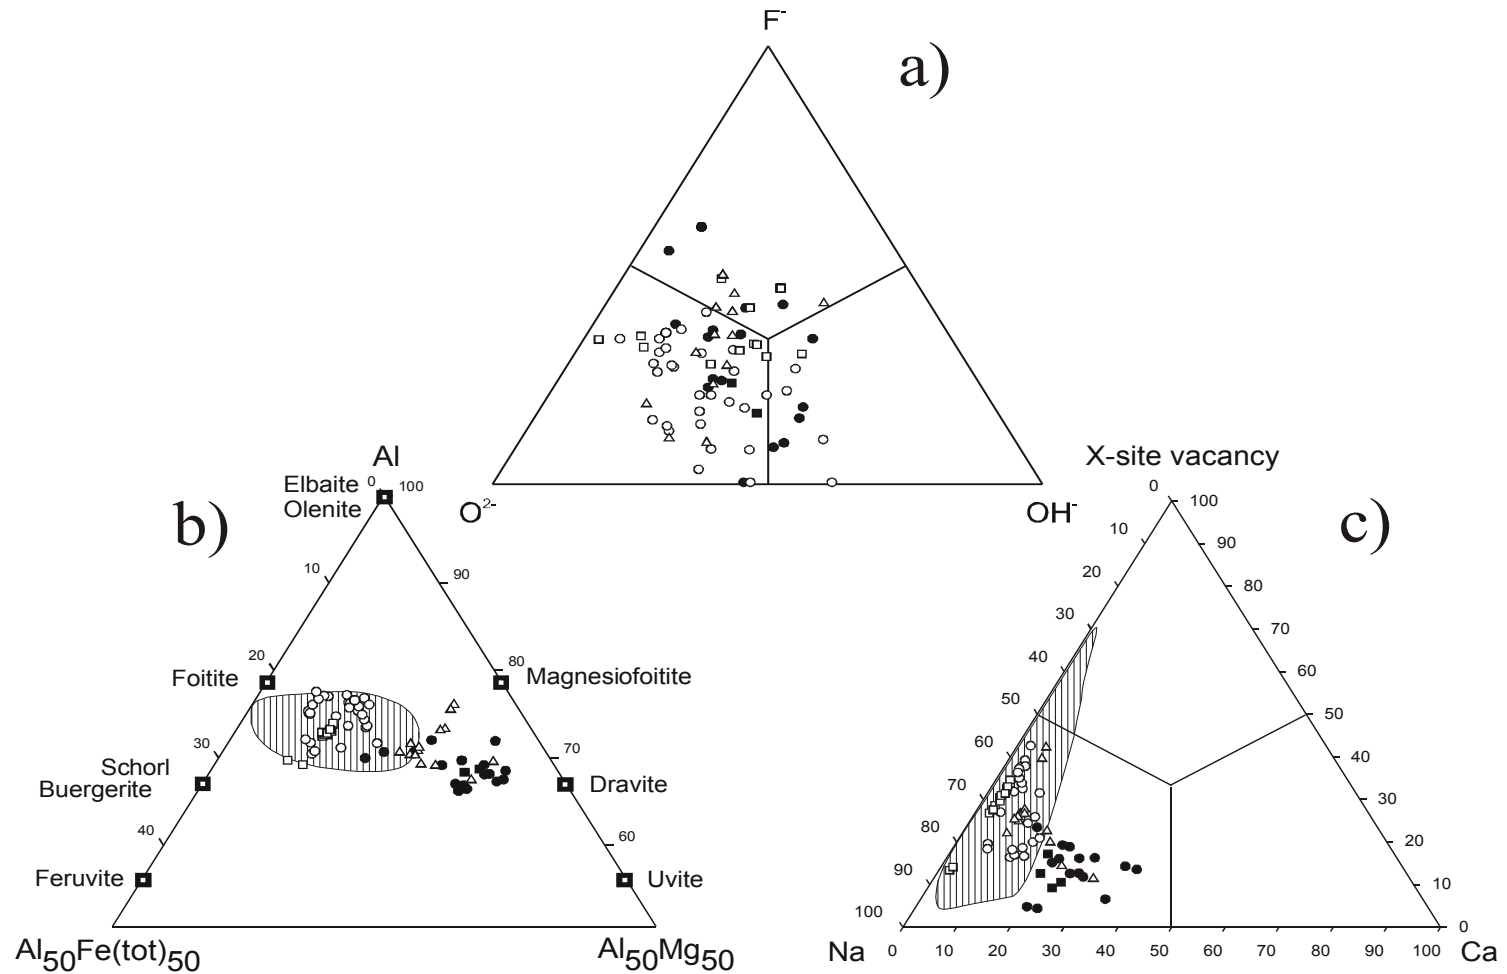 F-
a)
O2-
OH-
b)
Al
Elbaite
Olenite
0
100
10
90
20
80
Foitite
Magnesiofoitite
30
70
Schorl
Buergerite
Dravite
40
60
Feruvite
Uvite
Al50Fe(tot)50
Al50Mg50
c)
X-site vacancy
0
100
10
90
20
80
30
70
40
60
50
50
60
40
70
30
80
20
90
10
100
0
Na
Ca
0 10 20 30 40 50 60 70 80 90 100